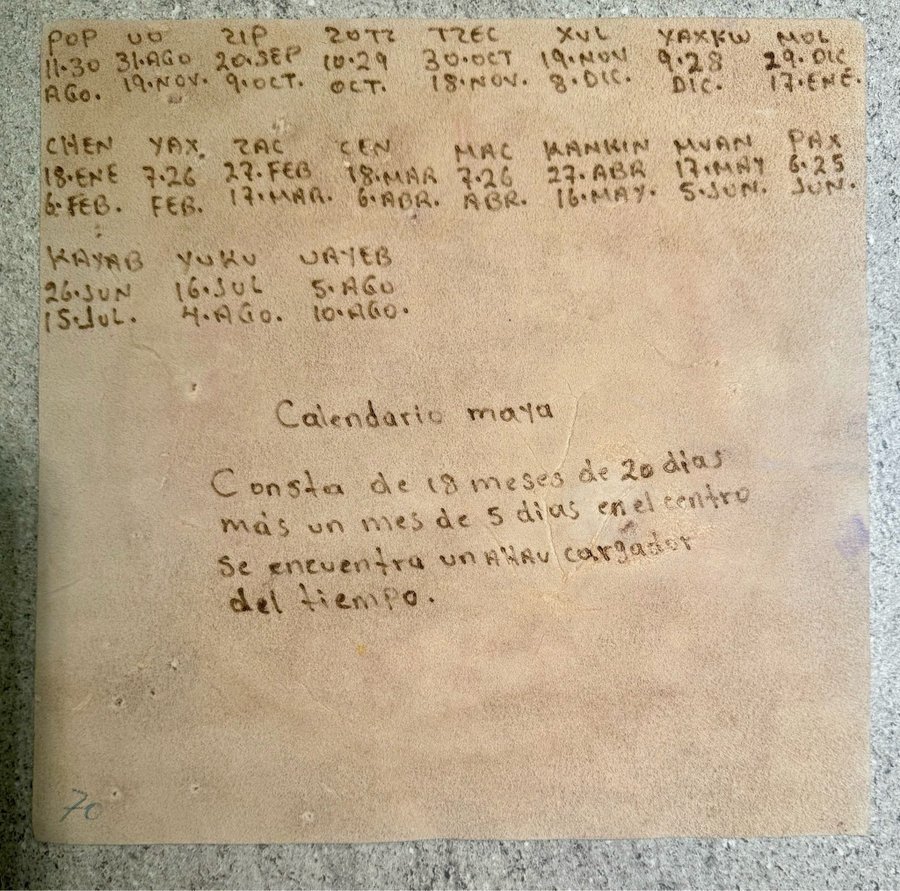 POP UO ZIP ZOTZ TZEC XUL YAXKW MOL
11·30 31·AGO 20·SEP 10·29 30·OCT 19·NOV 9·28 29·DIC
AGO. 19·NOV. 9·OCT. OCT. 18·NOV. 8·DIC. DIC. 17·ENE.
CHEN YAX ZAC CEN MAC KANKIN MUAN PAX
18·ENE 7·26 27·FEB 18·MAR 7·26 27·ABR 17·MAY 6·25
6·FEB. FEB. 17·MAR. 6·ABR. ABR. 16·MAY. 5·JUN. JUN.
KAYAB YUKU UAYEB
26·JUN 16·JUL 5·AGO
15·JUL. 4·AGO. 10·AGO.
Calendario maya
Consta de 18 meses de 20 dias
más un mes de 5 dias en el centro
se encuentra un AHAU cargador
del tiempo.
70